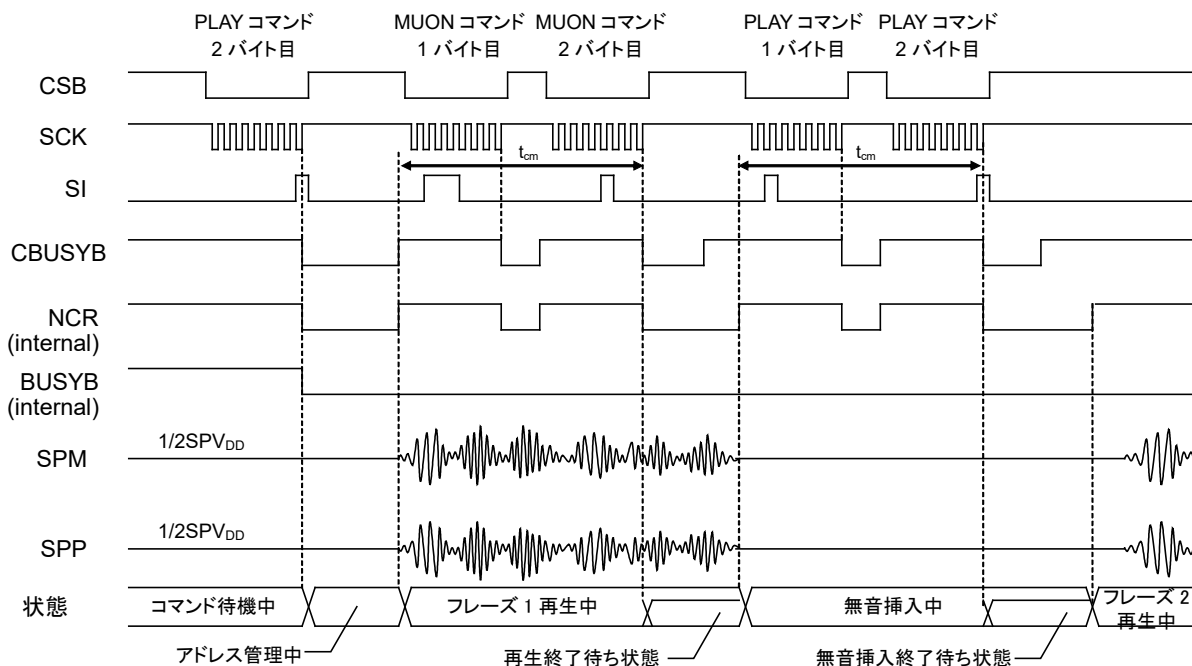 PLAY コマンド
2 バイト目
MUON コマンド
1 バイト目
MUON コマンド
2 バイト目
PLAY コマンド
1 バイト目
PLAY コマンド
2 バイト目
CSB
SCK
tcm
tcm
SI
CBUSYB
NCR
(internal)
BUSYB
(internal)
1/2SPVDD
SPM
1/2SPVDD
SPP
状態
コマンド待機中
フレーズ 1 再生中
無音挿入中
フレーズ 2
再生中
アドレス管理中
再生終了待ち状態
無音挿入終了待ち状態